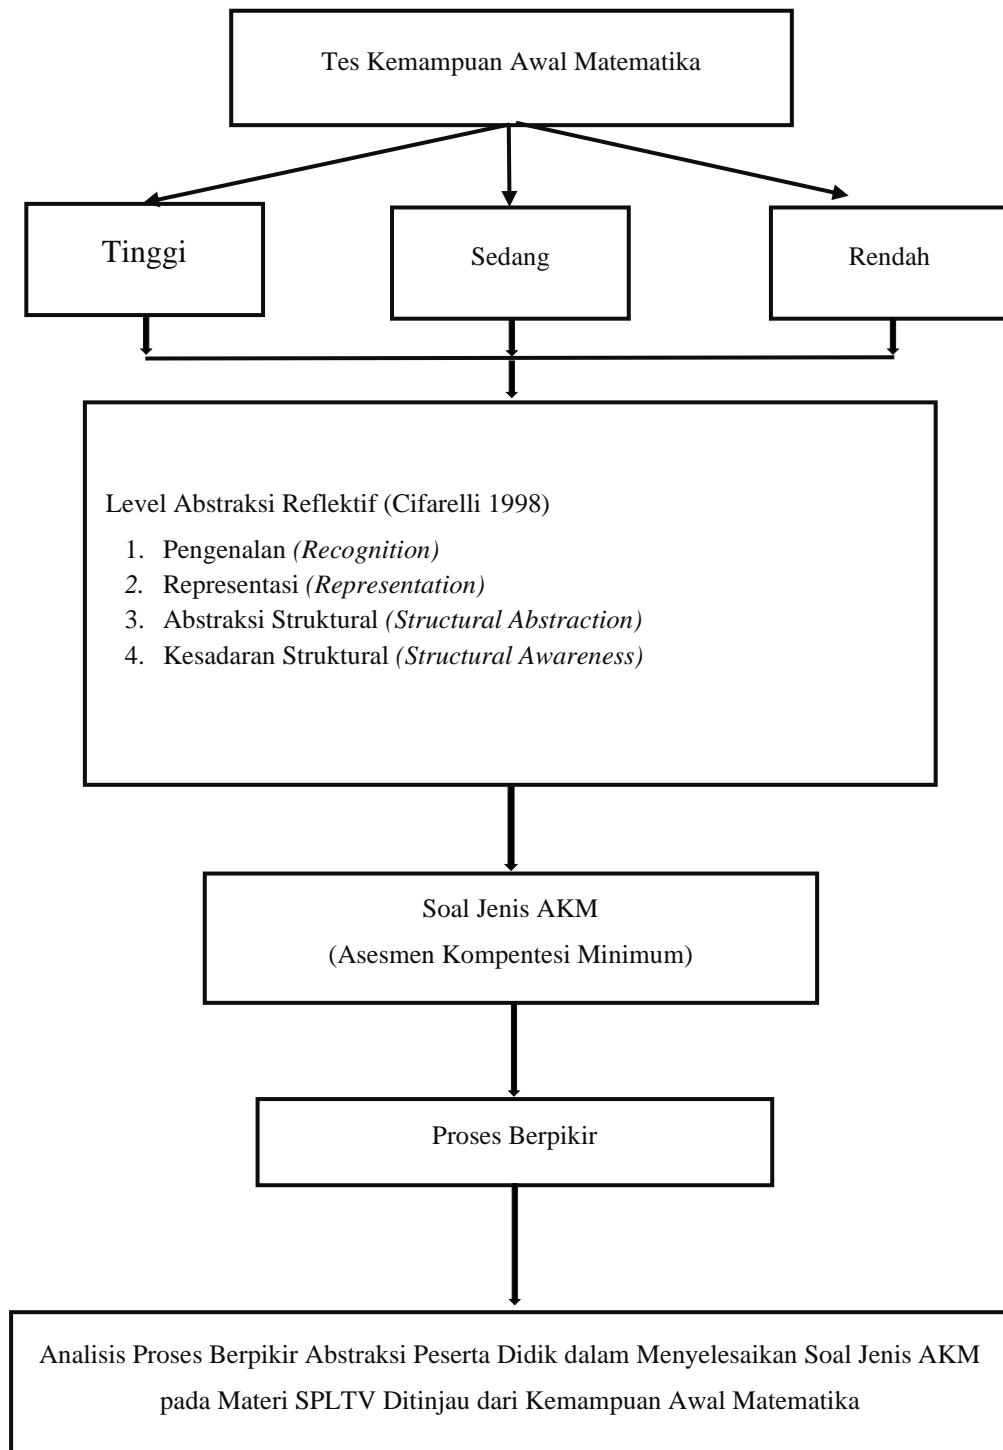 Tes Kemampuan Awal Matematika
Tinggi
Sedang
Rendah
Level Abstraksi Reflektif (Cifarelli 1998)
1. Pengenalan (Recognition)
2. Representasi (Representation)
3. Abstraksi Struktural (Structural Abstraction)
4. Kesadaran Struktural (Structural Awareness)
Soal Jenis AKM
(Asesmen Kompentesi Minimum)
Proses Berpikir
Analisis Proses Berpikir Abstraksi Peserta Didik dalam Menyelesaikan Soal Jenis AKM
pada Materi SPLTV Ditinjau dari Kemampuan Awal Matematika